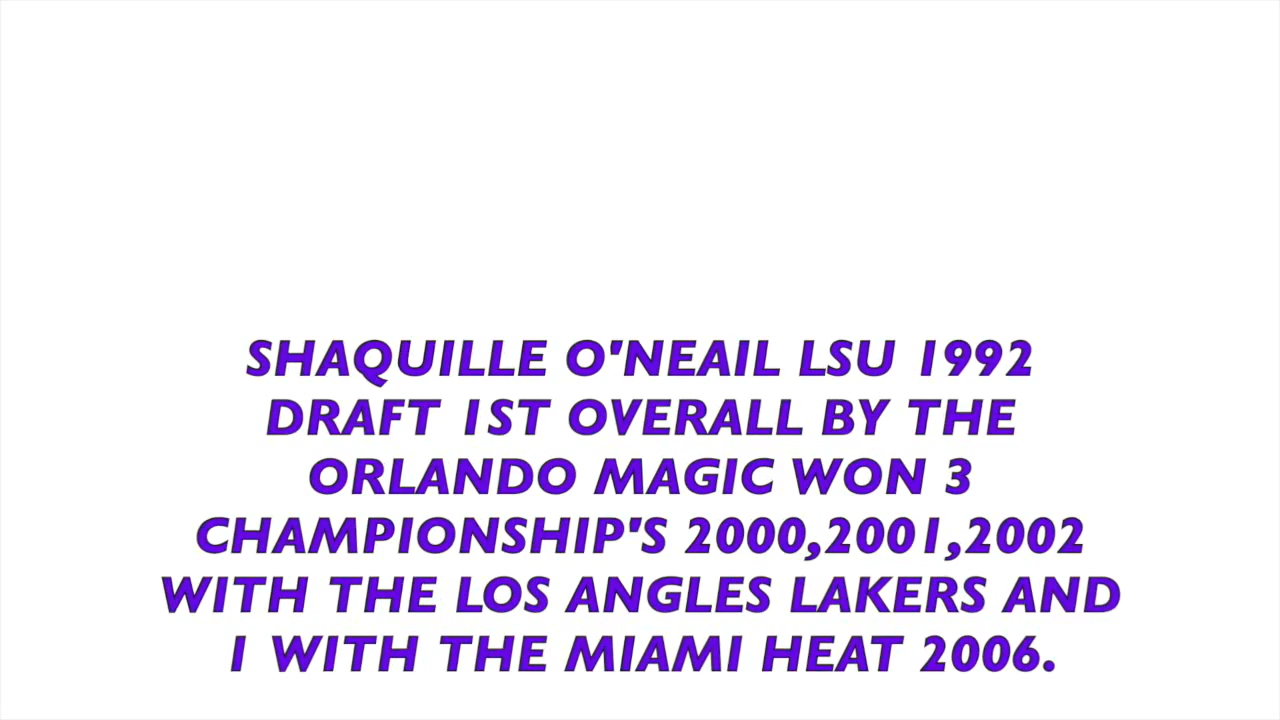 SHAQUILLE O'NEAIL LSU 1992
DRAFT 1ST OVERALL BY THE
ORLANDO MAGIC WON 3
CHAMPIONSHIP'S 2000,2001,2002
WITH THE LOS ANGLES LAKERS AND
1 WITH THE MIAMI HEAT 2006.